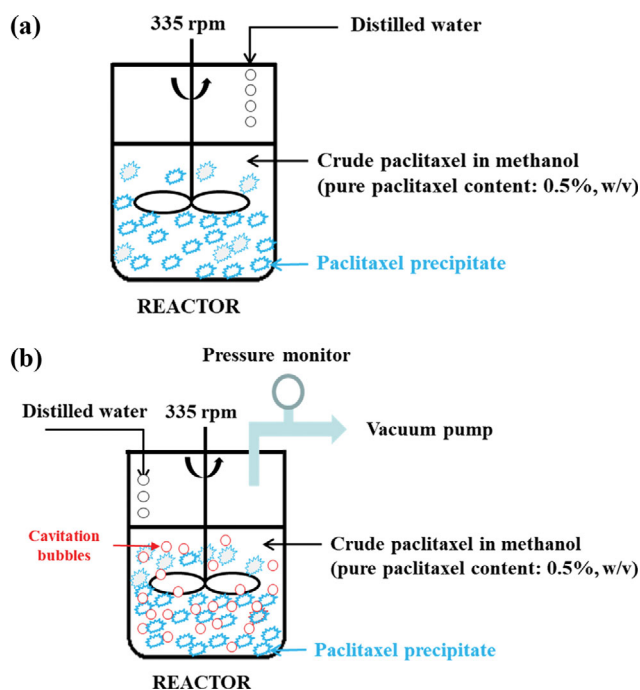 (a)
335 rpm
Distilled water
Crude paclitaxel in methanol
(pure paclitaxel content: 0.5%, w/v)
Paclitaxel precipitate
REACTOR
(b)
Pressure monitor
Distilled water
335 rpm
Vacuum pump
Cavitation
bubbles
Crude paclitaxel in methanol
(pure paclitaxel content: 0.5%, w/v)
Paclitaxel precipitate
REACTOR